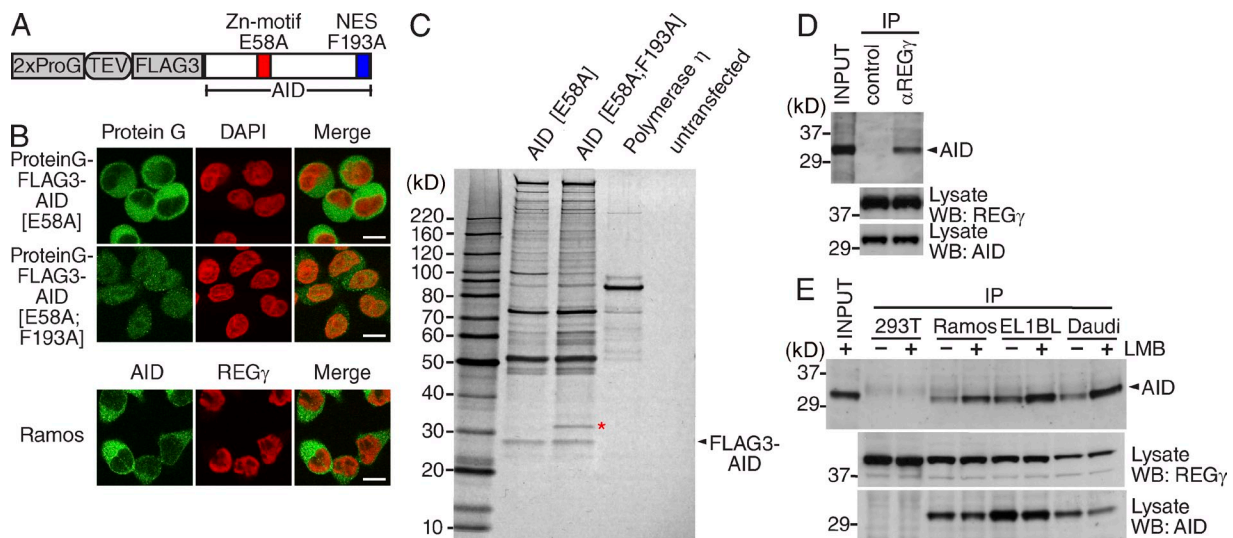 A
Zn-motif NES
E58A F193A
2xProG TEV FLAG3
AID
B
Protein G DAPI Merge
ProteinG-
FLAG3-
AID
[E58A]
ProteinG-
FLAG3-
AID
[E58A;
F193A]
AID REGγ Merge
Ramos
C
AID [E58A]
AID [E58A;F193A]
Polymerase η
untransfected
(kD)
220
160
120
100
80
70
60
50
40
30
20
10
*
FLAG3-
AID
D
IP
INPUT
control
αREGγ
(kD)
37
29
AID
37
Lysate
WB: REGγ
29
Lysate
WB: AID
E
IP
INPUT
293T Ramos EL1BL Daudi
(kD) + − + − + − + − + LMB
37
29
AID
37
Lysate
WB: REGγ
29
Lysate
WB: AID